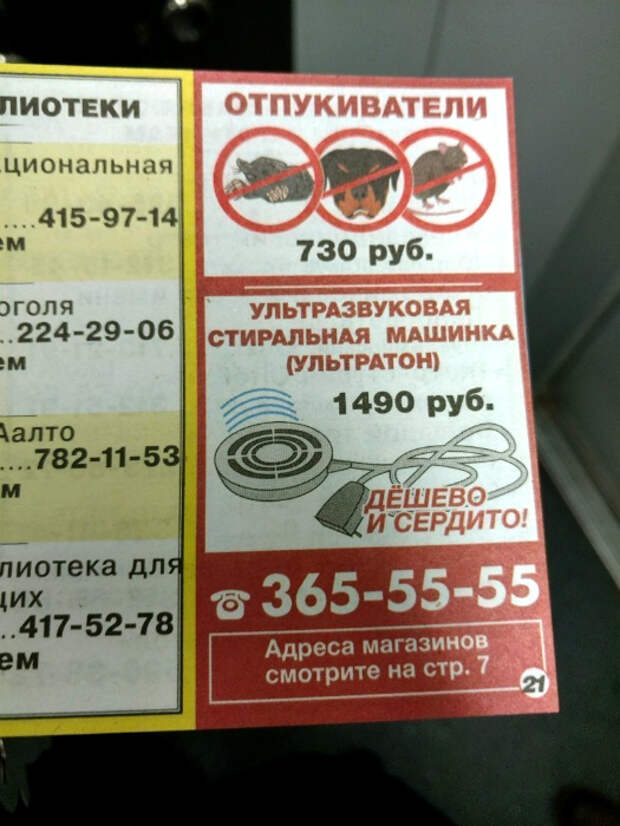 ЛИОТЕКИ
АЦИОНАЛЬНАЯ
....415-97-14
ем
оголя
..224-29-06
ем
Аалто
....782-11-53
м
лиотека для
щих
..417-52-78
ем
ОТПУКИВАТЕЛИ
730 руб.
УЛЬТРАЗВУКОВАЯ
СТИРАЛЬНАЯ МАШИНКА
(УЛЬТРАТОН)
1490 руб.
ДЁШЕВО
И СЕРДИТО!
☎ 365-55-55
Адреса магазинов
смотрите на стр. 7
21